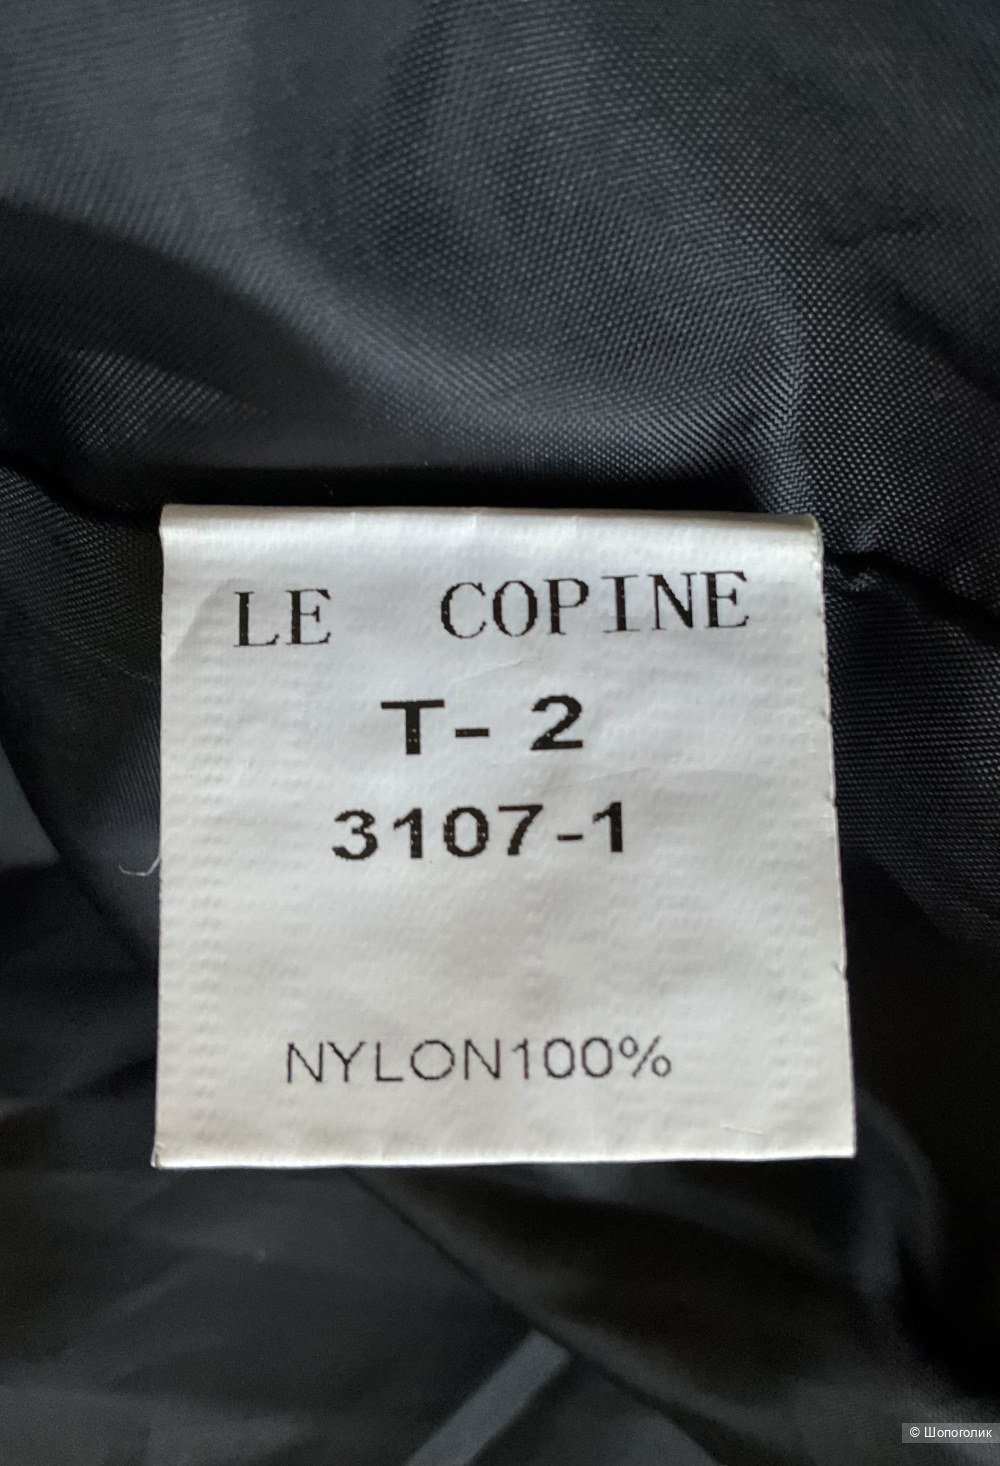 LE COPINE
T- 2
3107-1
NYLON100%
© Шопоголик